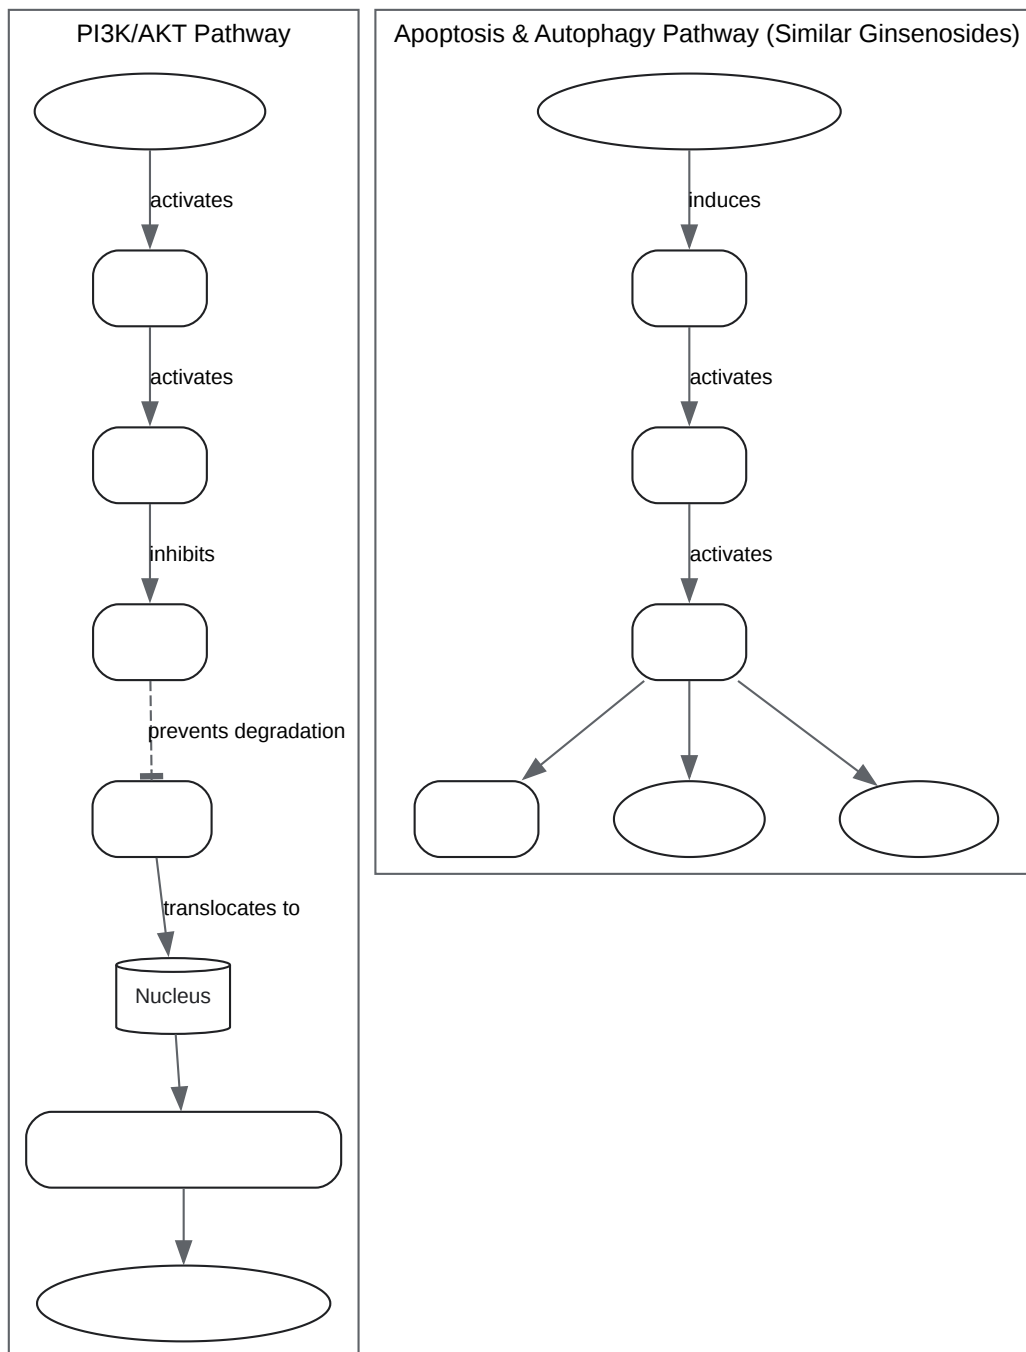 PI3K/AKT Pathway
activates
activates
inhibits
prevents degradation
translocates to
Nucleus
Apoptosis & Autophagy Pathway (Similar Ginsenosides)
induces
activates
activates